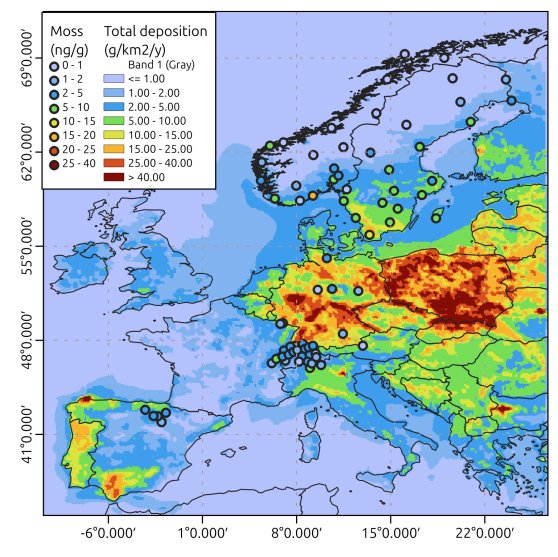 Moss
(ng/g)
0 - 1
1 - 2
2 - 5
5 - 10
10 - 15
15 - 20
20 - 25
25 - 40
Total deposition
(g/km2/y)
Band 1 (Gray)
<= 1.00
1.00 - 2.00
2.00 - 5.00
5.00 - 10.00
10.00 - 15.00
15.00 - 25.00
25.00 - 40.00
> 40.00
69°0.000′
62°0.000′
55°0.000′
48°0.000′
41°0.000′
-6°0.000′ 1°0.000′ 8°0.000′ 15°0.000′ 22°0.000′